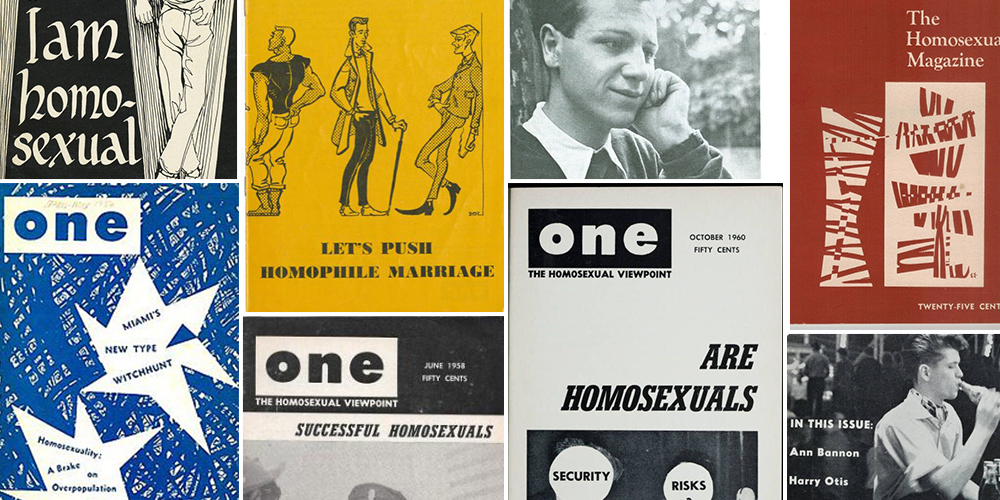 I am
homo-
sexual
LET'S PUSH
HOMOPHILE MARRIAGE
The
Homosexua
Magazine
TWENTY-FIVE CENT
one
MIAMI'S
NEW TYPE
WITCHHUNT
Homosexuality:
A Brake
on
Overpopulation
one
JUNE 1958
FIFTY CENTS
THE HOMOSEXUAL VIEWPOINT
SUCCESSFUL HOMOSEXUALS
one
OCTOBER 1960
FIFTY CENTS
THE HOMOSEXUAL VIEWPOINT
ARE
HOMOSEXUALS
SECURITY
RISKS
IN THIS ISSUE:
Ann Bannon
Harry Otis